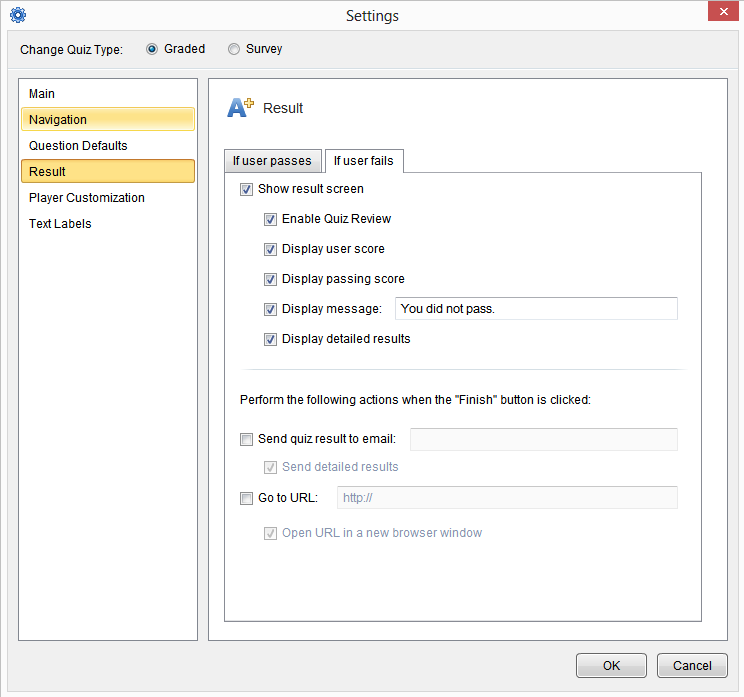 Settings
Change Quiz Type: Graded Survey
Main
Navigation
Question Defaults
Result
Player Customization
Text Labels
A+ Result
If user passes If user fails
Show result screen
Enable Quiz Review
Display user score
Display passing score
Display message: You did not pass.
Display detailed results
Perform the following actions when the "Finish" button is clicked:
Send quiz result to email:
Send detailed results
Go to URL: http://
Open URL in a new browser window
OK Cancel